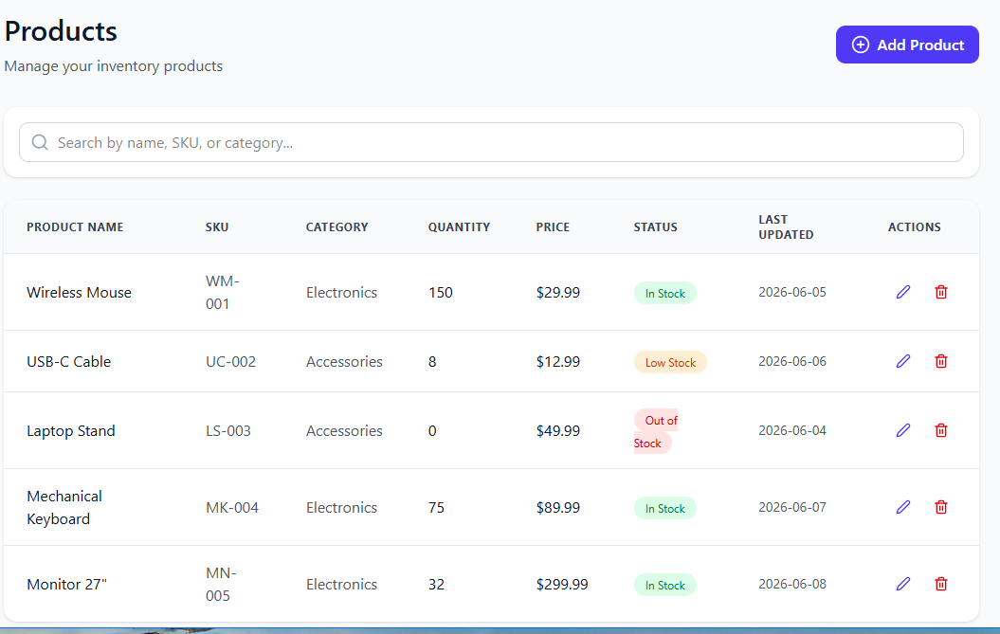 Products
Add Product
Manage your inventory products
Search by name, SKU, or category...
PRODUCT NAME SKU CATEGORY QUANTITY PRICE STATUS LAST UPDATED ACTIONS
Wireless Mouse WM-001 Electronics 150 $29.99 In Stock 2026-06-05
USB-C Cable UC-002 Accessories 8 $12.99 Low Stock 2026-06-06
Laptop Stand LS-003 Accessories 0 $49.99 Out of Stock 2026-06-04
Mechanical Keyboard MK-004 Electronics 75 $89.99 In Stock 2026-06-07
Monitor 27" MN-005 Electronics 32 $299.99 In Stock 2026-06-08